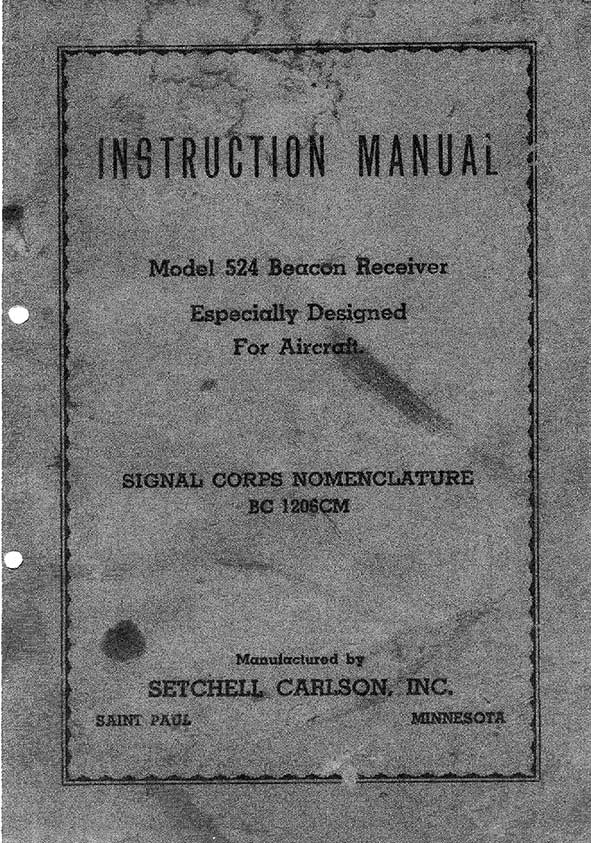 INSTRUCTION MANUAL
Model 524 Beacon Receiver
Especially Designed
For Aircraft.
SIGNAL CORPS NOMENCLATURE
BC 1206CM
Manufactured by
SETCHELL CARLSON, INC.
SAINT PAUL MINNESOTA